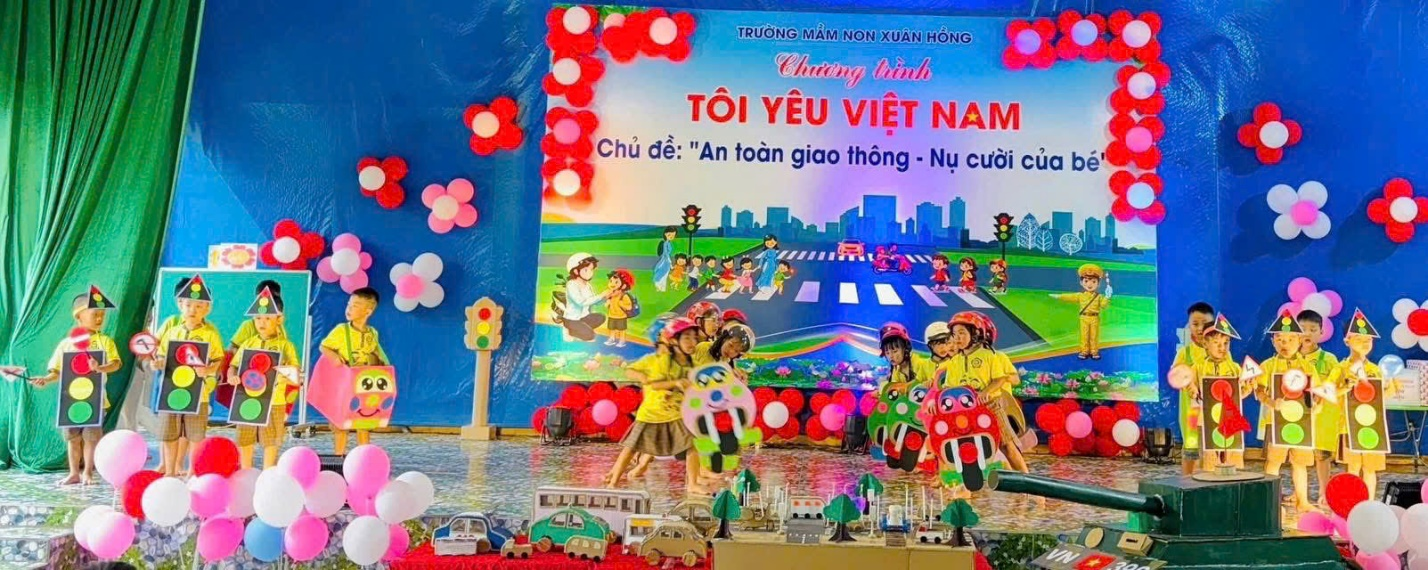 TRƯỜNG MẦM NON XUÂN HỒNG
Chương trình
TÔI YÊU VIỆT NAM
Chủ đề: "An toàn giao thông - Nụ cười của bé"
VN